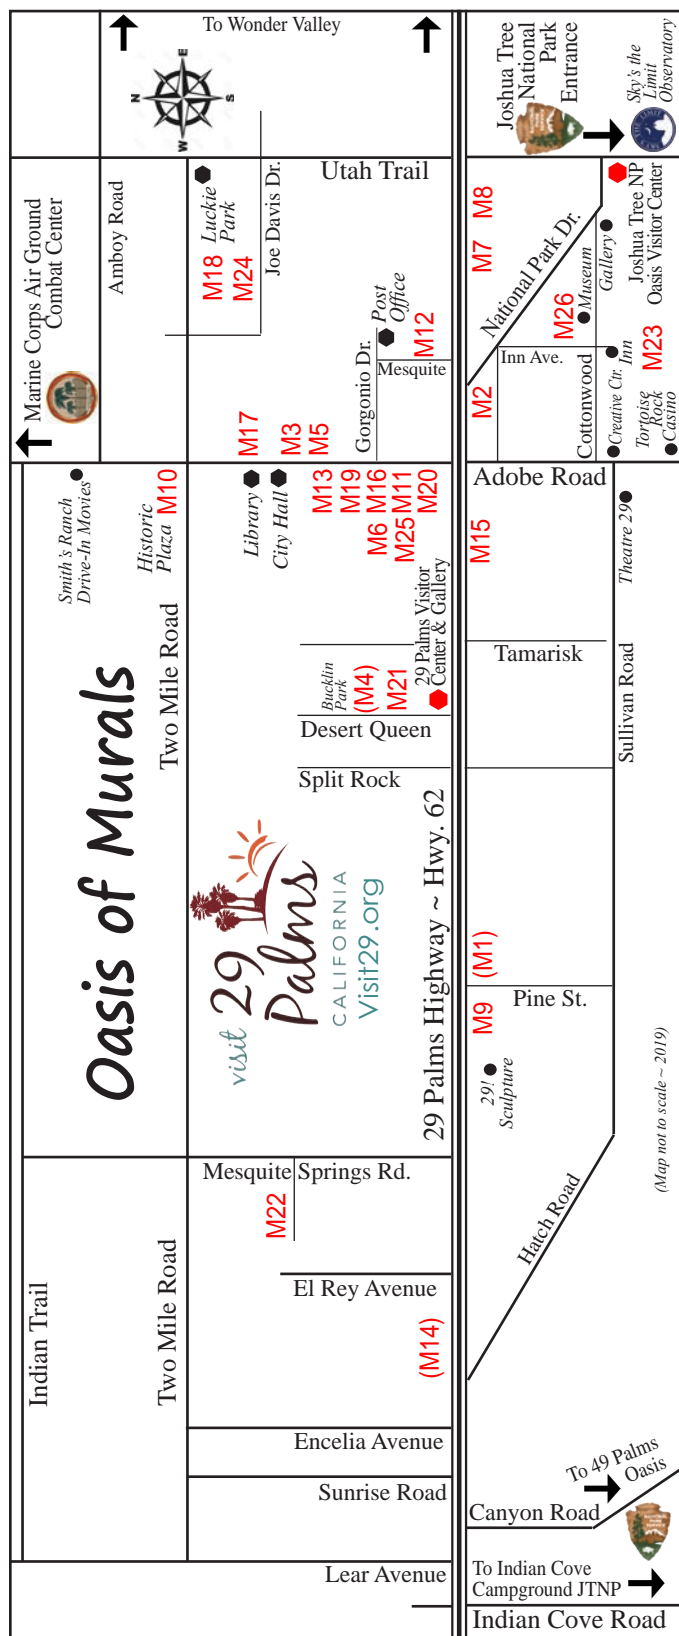 To Wonder Valley
N
E
S
W
Joshua Tree
National
Park
Entrance
Sky's the
Limit
Observatory
Marine Corps Air Ground
Combat Center
Amboy Road
Luckie
Park
M18
M24
Joe Davis Dr.
Utah Trail
M8
M7
National Park Dr.
Gallery
Joshua Tree NP
Oasis Visitor Center
Museum
M26
Post
Office
M12
Gorgonio Dr.
Mesquite
Inn Ave.
Cottonwood
Inn
Creative Ctr.
M23
Tortoise
Rock
Casino
M2
M17
M3
M5
Adobe Road
Smith's Ranch
Drive-In Movies
Historic
Plaza
M10
Library
City Hall
M13
M19
M6 M16
M25 M11
M20
M15
Theatre 29
29 Palms Visitor
Center & Gallery
Bucklin
Park
(M4)
M21
Tamarisk
Sullivan Road
Desert Queen
Split Rock
Two Mile Road
Oasis of Murals
visit 29
Palms
CALIFORNIA
Visit29.org
29 Palms Highway ~ Hwy. 62
(M1)
M9
Pine St.
29!
Sculpture
(Map not to scale ~ 2019)
Mesquite Springs Rd.
M22
Hatch Road
El Rey Avenue
Indian Trail
Two Mile Road
(M14)
Encelia Avenue
Sunrise Road
To 49 Palms
Oasis
Canyon Road
Lear Avenue
To Indian Cove
Campground JTNP
Indian Cove Road